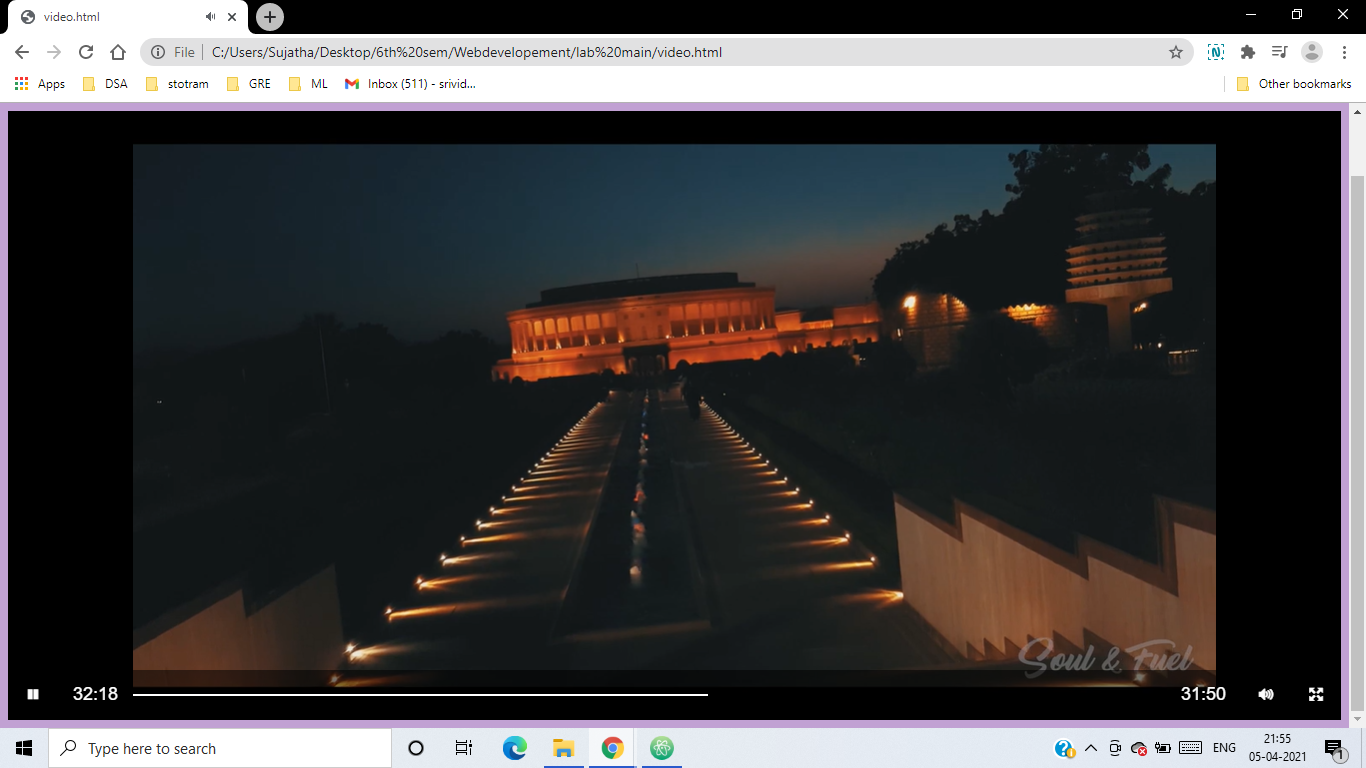 video.html
File
C:/Users/Sujatha/Desktop/6th%20sem/Webdevelopement/lab%20main/video.html
Apps
DSA
stotram
GRE
ML
Inbox (511) - srivid...
Other bookmarks
Soul & Fuel
32:18
31:50
Type here to search
ENG
21:55
05-04-2021
1